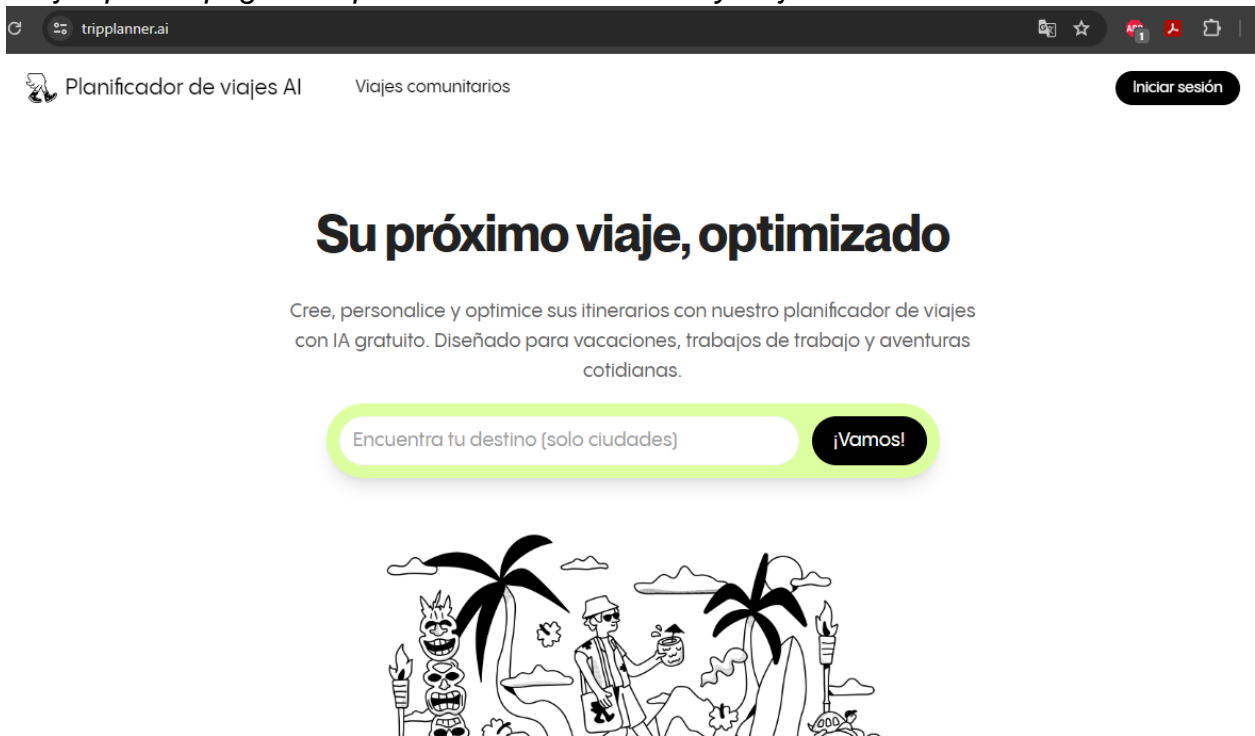 tripplanner.ai
1
Planificador de viajes AI
Viajes comunitarios
Iniciar sesión
Su próximo viaje, optimizado
Cree, personalice y optimice sus itinerarios con nuestro planificador de viajes
con IA gratuito. Diseñado para vacaciones, trabajos de trabajo y aventuras
cotidianas.
Encuentra tu destino (solo ciudades)
¡Vamos!